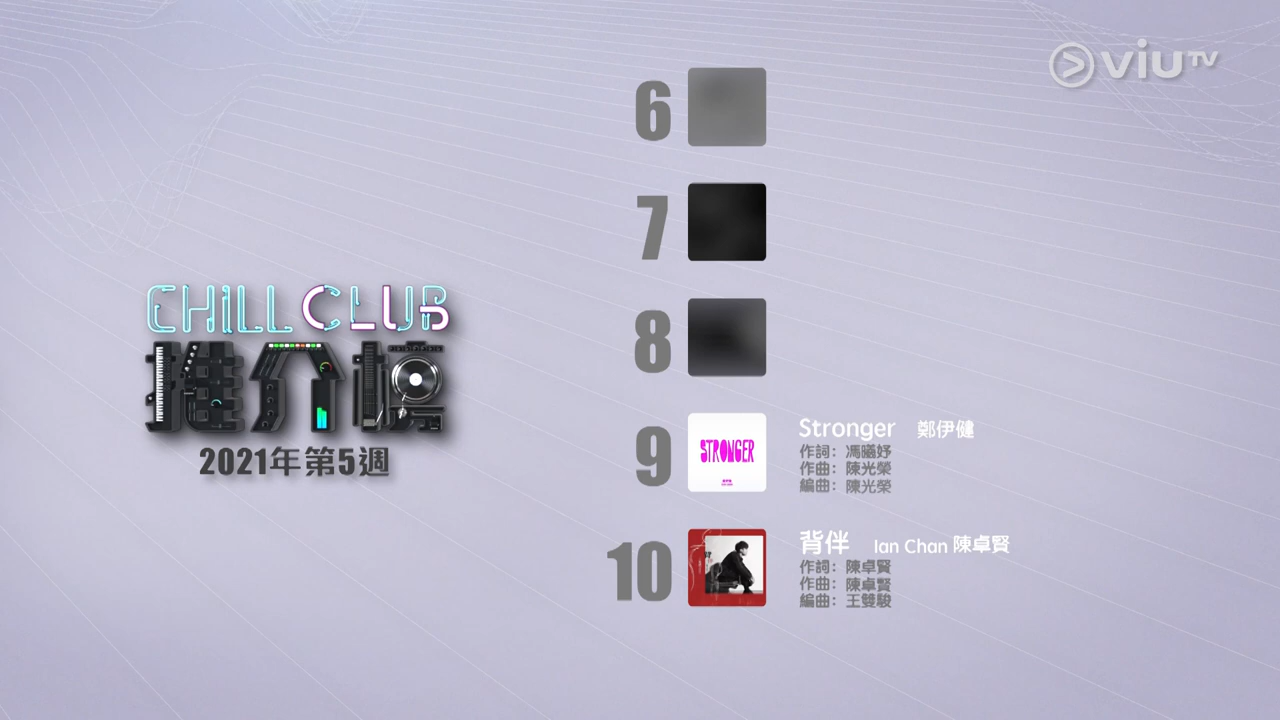 viuTV
6
7
8
CHILL CLUB
推介榜
2021年第5週
9
STRONGER
Stronger 鄭伊健
作詞：馮曦妤
作曲：陳光榮
編曲：陳光榮
10
背伴 Ian Chan 陳卓賢
作詞：陳卓賢
作曲：陳卓賢
編曲：王雙駿